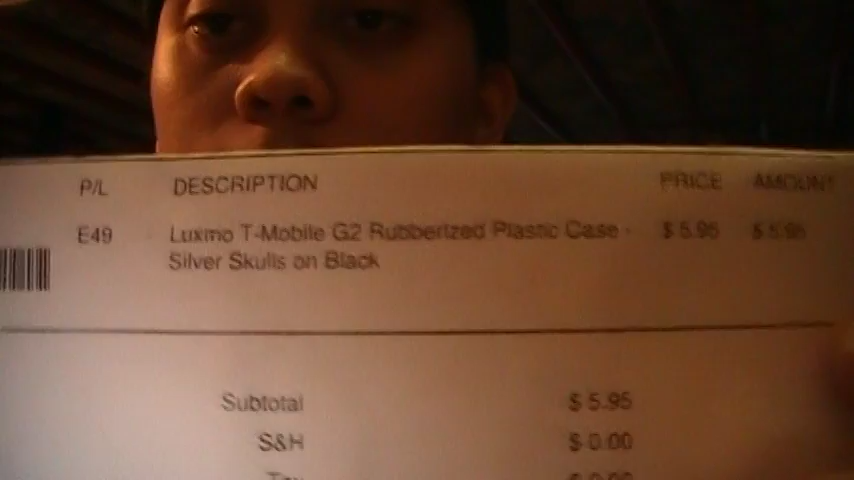 P/L DESCRIPTION PRICE AMOUNT
E49 Luxmo T-Mobile G2 Rubberized Plastic Case - $ 5.95 $ 5.95
Silver Skulls on Black
Subtotal $ 5.95
S&H $ 0.00